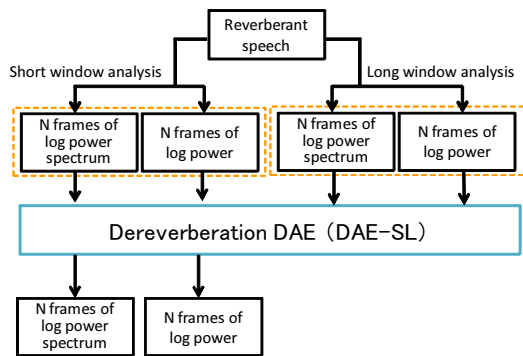 Reverberant
speech
Short window analysis
Long window analysis
N frames of
log power
spectrum
N frames of
log power
N frames of
log power
spectrum
N frames of
log power
Dereverberation DAE (DAE-SL)
N frames of
log power
spectrum
N frames of
log power